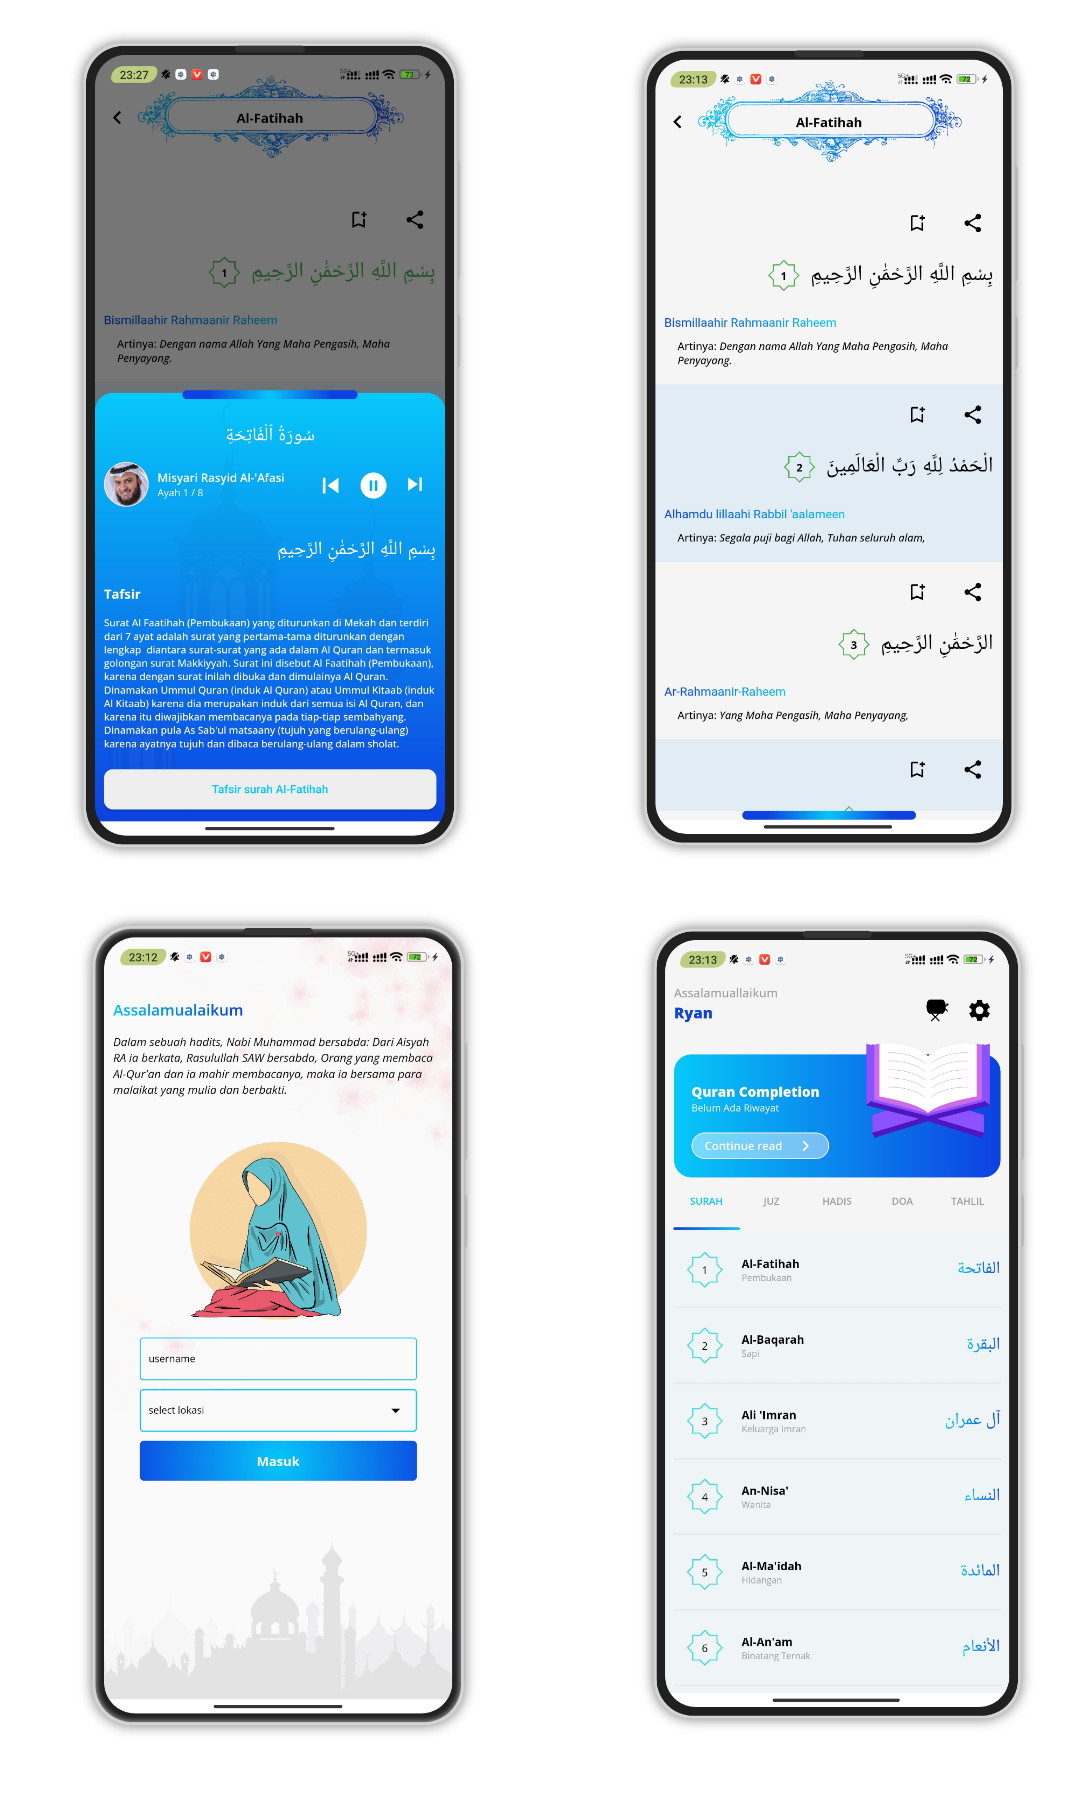 23:27
73
Al-Fatihah
بِسْمِ اللَّهِ الرَّحْمَٰنِ الرَّحِيمِ 1
Bismillaahir Rahmaanir Raheem
Artinya: Dengan nama Allah Yang Maha Pengasih, Maha
Penyayang.
سُورَةُ ٱلْفَاتِحَةِ
Misyari Rasyid Al-'Afasi
Ayah 1 / 8
بِسْمِ اللَّهِ الرَّحْمَٰنِ الرَّحِيمِ
Tafsir
Surat Al Faatihah (Pembukaan) yang diturunkan di Mekah dan terdiri
dari 7 ayat adalah surat yang pertama-tama diturunkan dengan
lengkap diantara surat-surat yang ada dalam Al Quran dan termasuk
golongan surat Makkiyyah. Surat ini disebut Al Faatihah (Pembukaan),
karena dengan surat inilah dibuka dan dimulainya Al Quran.
Dinamakan Ummul Quran (induk Al Quran) atau Ummul Kitaab (induk
Al Kitaab) karena dia merupakan induk dari semua isi Al Quran, dan
karena itu diwajibkan membacanya pada tiap-tiap sembahyang.
Dinamakan pula As Sab'ul matsaany (tujuh yang berulang-ulang)
karena ayatnya tujuh dan dibaca berulang-ulang dalam sholat.
Tafsir surah Al-Fatihah
23:13
72
Al-Fatihah
بِسْمِ اللَّهِ الرَّحْمَٰنِ الرَّحِيمِ 1
Bismillaahir Rahmaanir Raheem
Artinya: Dengan nama Allah Yang Maha Pengasih, Maha
Penyayang.
الْحَمْدُ لِلَّهِ رَبِّ الْعَالَمِينَ 2
Alhamdu lillaahi Rabbil 'aalameen
Artinya: Segala puji bagi Allah, Tuhan seluruh alam,
الرَّحْمَٰنِ الرَّحِيمِ 3
Ar-Rahmaanir-Raheem
Artinya: Yang Maha Pengasih, Maha Penyayang,
23:12
72
Assalamualaikum
Dalam sebuah hadits, Nabi Muhammad bersabda: Dari Aisyah
RA ia berkata, Rasulullah SAW bersabda, Orang yang membaca
Al-Qur'an dan ia mahir membacanya, maka ia bersama para
malaikat yang mulia dan berbakti.
username
select lokasi
Masuk
23:13
72
Assalamuallaikum
Ryan
Quran Completion
Belum Ada Riwayat
Continue read
SURAH JUZ HADIS DOA TAHLIL
1 Al-Fatihah الفاتحة
Pembukaan
2 Al-Baqarah البقرة
Sapi
3 Ali 'Imran آل عمران
Keluarga Imran
4 An-Nisa' النساء
Wanita
5 Al-Ma'idah المائدة
Hidangan
6 Al-An'am الأنعام
Binatang Ternak